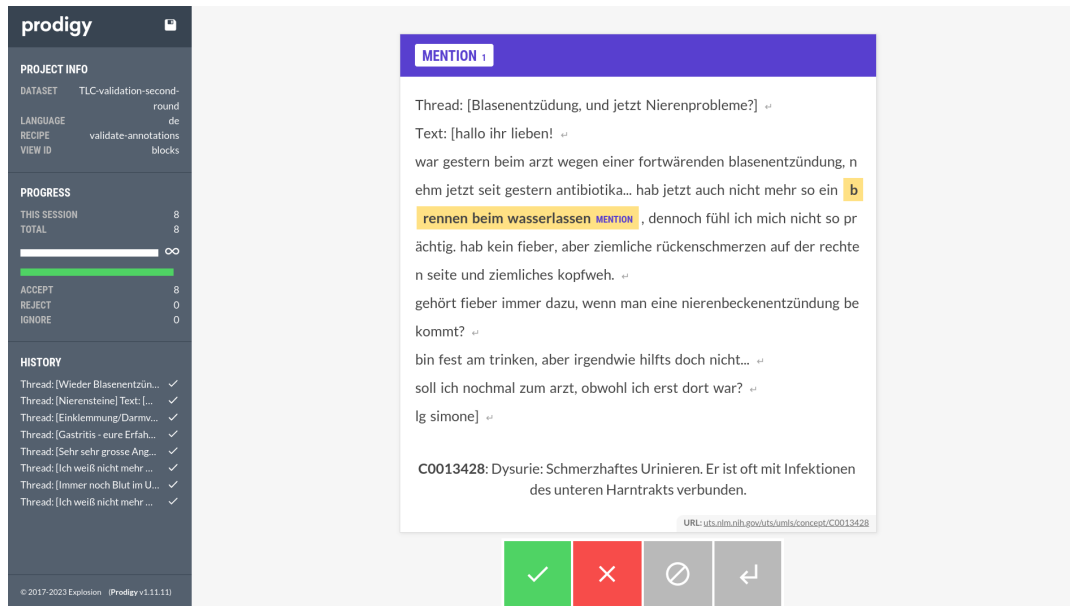 prodigy
PROJECT INFO
DATASET TLC-validation-second-
round
LANGUAGE de
RECIPE validate-annotations
VIEW ID blocks
PROGRESS
THIS SESSION 8
TOTAL 8
∞
ACCEPT 8
REJECT 0
IGNORE 0
HISTORY
Thread: [Wieder Blasenentzün...
Thread: [Nierensteine] Text: [...
Thread: [Einklemmung/Darmv...
Thread: [Gastritis - eure Erfah...
Thread: [Sehr sehr grosse Ang...
Thread: [Ich weiß nicht mehr ...
Thread: [Immer noch Blut im U...
Thread: [Ich weiß nicht mehr ...
© 2017-2023 Explosion (Prodigy v1.11.11)
MENTION 1
Thread: [Blasenentzündung, und jetzt Nierenprobleme?] ↵
Text: [hallo ihr lieben! ↵
war gestern beim arzt wegen einer fortwärenden blasenentzündung, n
ehm jetzt seit gestern antibiotika... hab jetzt auch nicht mehr so ein b
rennen beim wasserlassen MENTION , dennoch fühl ich mich nicht so pr
ächtig. hab kein fieber, aber ziemliche rückenschmerzen auf der rechte
n seite und ziemliches kopfweh. ↵
gehört fieber immer dazu, wenn man eine nierenbeckenentzündung be
kommt? ↵
bin fest am trinken, aber irgendwie hilfts doch nicht... ↵
soll ich nochmal zum arzt, obwohl ich erst dort war? ↵
lg simone] ↵
C0013428: Dysurie: Schmerzhaftes Urinieren. Er ist oft mit Infektionen
des unteren Harntrakts verbunden.
URL: uts.nlm.nih.gov/uts/umls/concept/C0013428